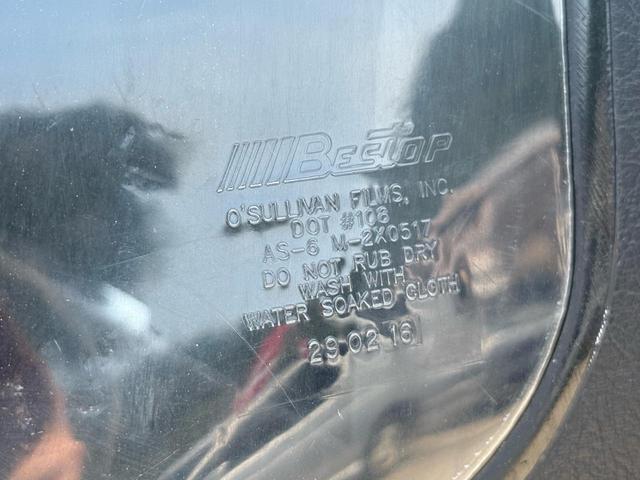 Bestop
O'SULLIVAN FILMS, INC.
DOT #108
AS-6 M-2X0517
DO NOT RUB DRY
WASH WITH
WATER SOAKED CLOTH
29 02 16